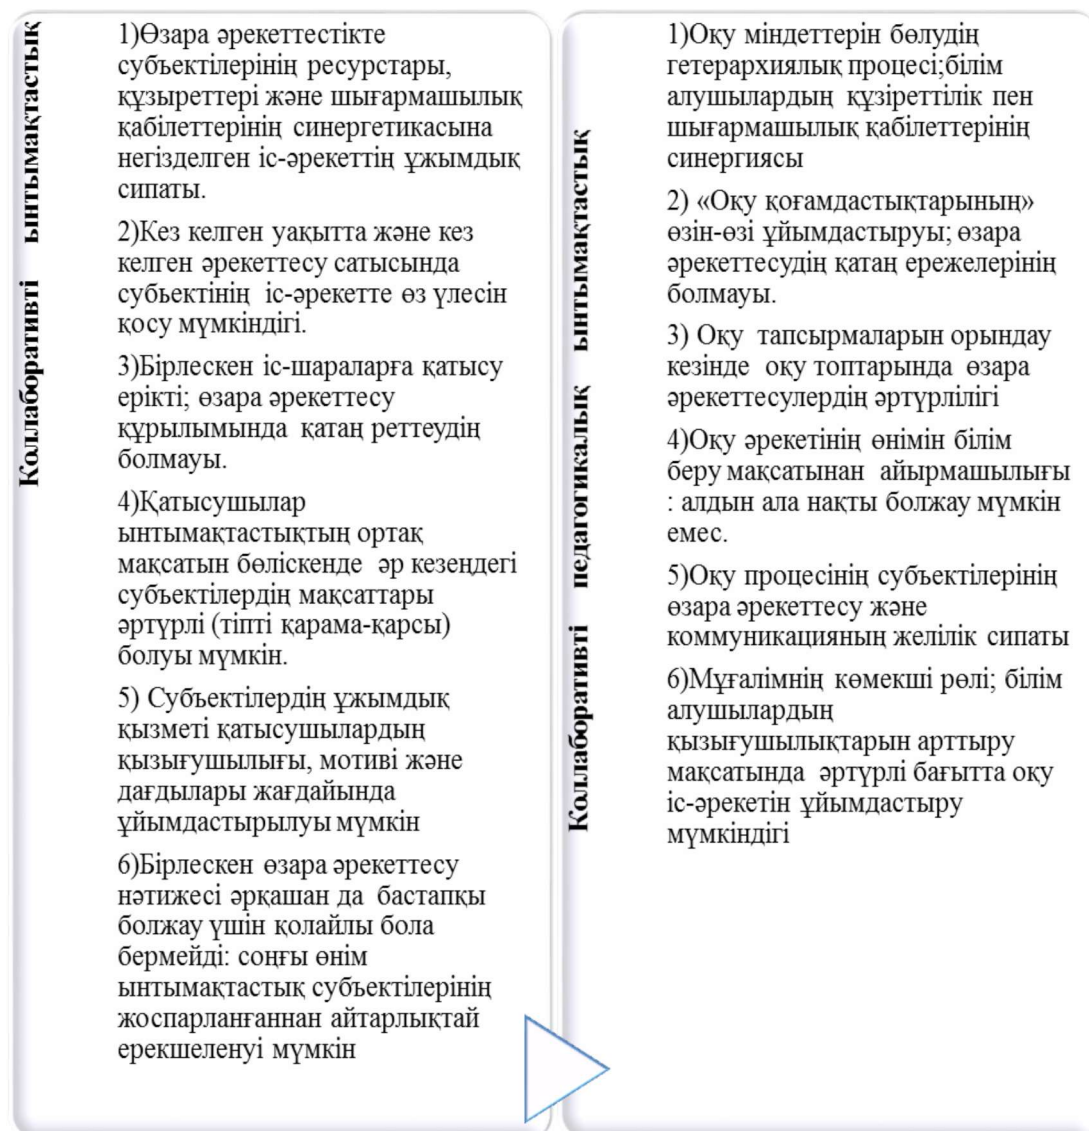 Коллаборативті ынтымақтастық
1)Өзара әрекеттестікте
субъектілерінің ресурстары,
құзыреттері және шығармашылық
қабілеттерінің синергетикасына
негізделген іс-әрекеттің ұжымдық
сипаты.
2)Кез келген уақытта және кез
келген әрекеттесу сатысында
субьектінің іс-әрекетте өз үлесін
қосу мүмкіндігі.
3)Бірлескен іс-шараларға қатысу
ерікті; өзара әрекеттесу
құрылымында қатаң реттеудің
болмауы.
4)Қатысушылар
ынтымақтастықтың ортақ
мақсатын бөліскенде әр кезеңдегі
субъектілердің мақсаттары
әртүрлі (тіпті қарама-қарсы)
болуы мүмкін.
5) Субъектілердің ұжымдық
қызметі қатысушылардың
қызығушылығы, мотиві және
дағдылары жағдайында
ұйымдастырылуы мүмкін
6)Бірлескен өзара әрекеттесу
нәтижесі әрқашан да бастапқы
болжау үшін қолайлы бола
бермейді: соңғы өнім
ынтымақтастық субъектілерінің
жоспарланғаннан айтарлықтай
ерекшеленуі мүмкін
Коллаборативті педагогикалық ынтымақтастық
1)Оқу міндеттерін бөлудің
гетерархиялық процесі;білім
алушылардың құзіреттілік пен
шығармашылық қабілеттерінің
синергиясы
2) «Оқу қоғамдастықтарының»
өзін-өзі ұйымдастыруы; өзара
әрекеттесудің қатаң ережелерінің
болмауы.
3) Оқу тапсырмаларын орындау
кезінде оқу топтарында өзара
әрекеттесулердің әртүрлілігі
4)Оқу әрекетінің өнімін білім
беру мақсатынан айырмашылығы
: алдын ала нақты болжау мүмкін
емес.
5)Оқу процесінің субъектілерінің
өзара әрекеттесу және
коммуникацияның желілік сипаты
6)Мұғалімнің көмекші рөлі; білім
алушылардың
қызығушылықтарын арттыру
мақсатында әртүрлі бағытта оқу
іс-әрекетін ұйымдастыру
мүмкіндігі